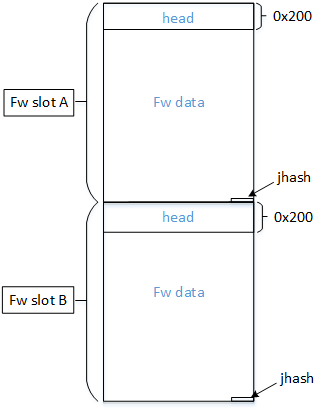 head
0x200
Fw slot A
Fw data
jhash
head
0x200
Fw slot B
Fw data
jhash